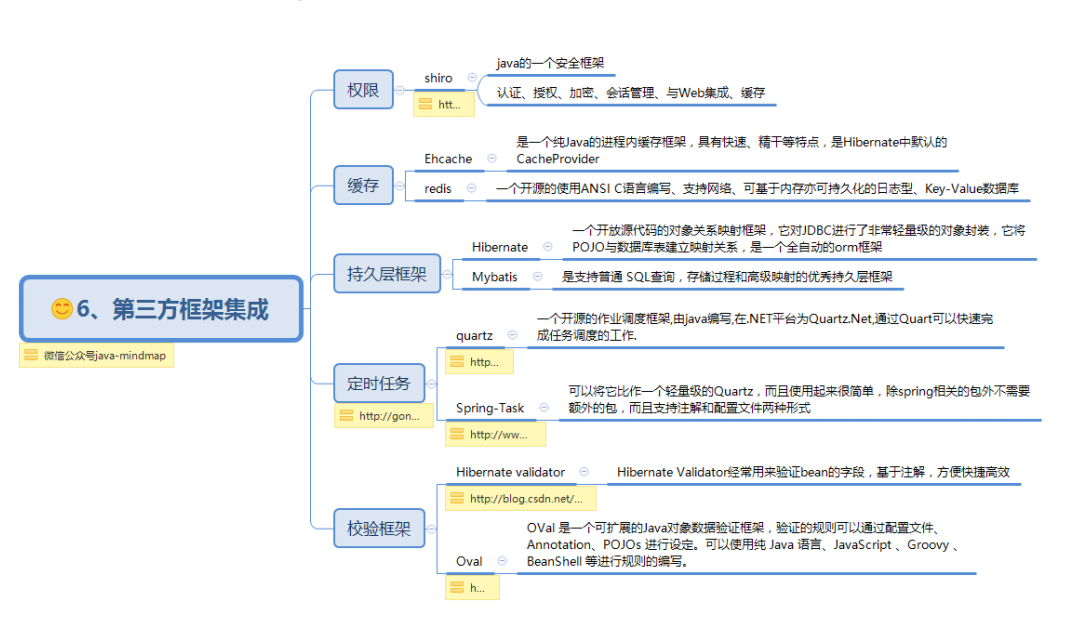 😊6、第三方框架集成
微信公众号java-mindmap
权限
shiro
htt...
java的一个安全框架
认证、授权、加密、会话管理、与Web集成、缓存
缓存
Ehcache
是一个纯Java的进程内缓存框架，具有快速、精干等特点，是Hibernate中默认的
CacheProvider
redis
一个开源的使用ANSI C语言编写、支持网络、可基于内存亦可持久化的日志型、Key-Value数据库
持久层框架
Hibernate
一个开放源代码的对象关系映射框架，它对JDBC进行了非常轻量级的对象封装，它将
POJO与数据库表建立映射关系，是一个全自动的orm框架
Mybatis
是支持普通 SQL查询，存储过程和高级映射的优秀持久层框架
定时任务
http://gon...
quartz
http...
一个开源的作业调度框架,由java编写,在.NET平台为Quartz.Net,通过Quart可以快速完
成任务调度的工作.
Spring-Task
http://ww...
可以将它比作一个轻量级的Quartz，而且使用起来很简单，除spring相关的包外不需要
额外的包，而且支持注解和配置文件两种形式
校验框架
Hibernate validator
http://blog.csdn.net/...
Hibernate Validator经常用来验证bean的字段，基于注解，方便快捷高效
Oval
h...
OVal 是一个可扩展的Java对象数据验证框架，验证的规则可以通过配置文件、
Annotation、POJOs 进行设定。可以使用纯 Java 语言、JavaScript 、Groovy 、
BeanShell 等进行规则的编写。